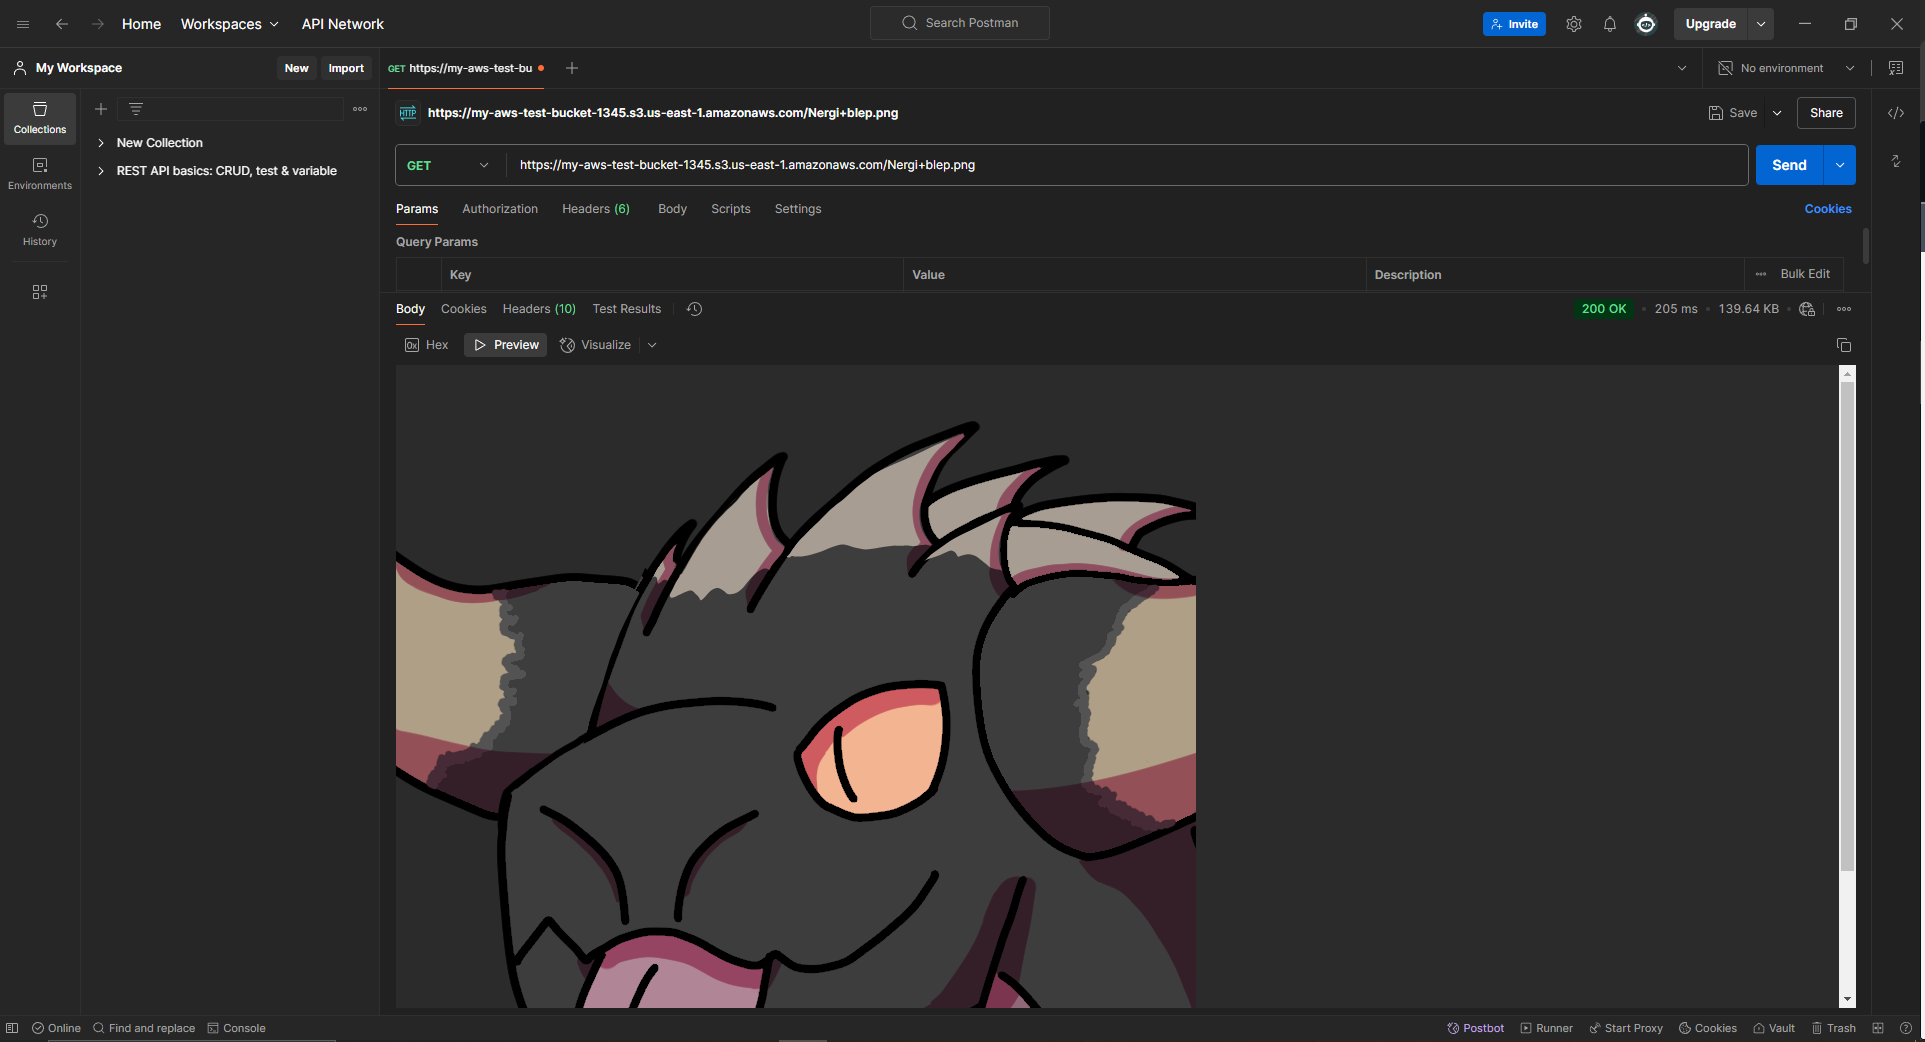 Home Workspaces API Network Search Postman Invite Upgrade
My Workspace New Import GET https://my-aws-test-bu No environment
Collections
Environments
History
New Collection
REST API basics: CRUD, test & variable
HTTP https://my-aws-test-bucket-1345.s3.us-east-1.amazonaws.com/Nergi+blep.png Save Share
GET https://my-aws-test-bucket-1345.s3.us-east-1.amazonaws.com/Nergi+blep.png Send
Params Authorization Headers (6) Body Scripts Settings Cookies
Query Params
Key Value Description Bulk Edit
Body Cookies Headers (10) Test Results 200 OK 205 ms 139.64 KB
0x Hex Preview Visualize
Online Find and replace Console Postbot Runner Start Proxy Cookies Vault Trash